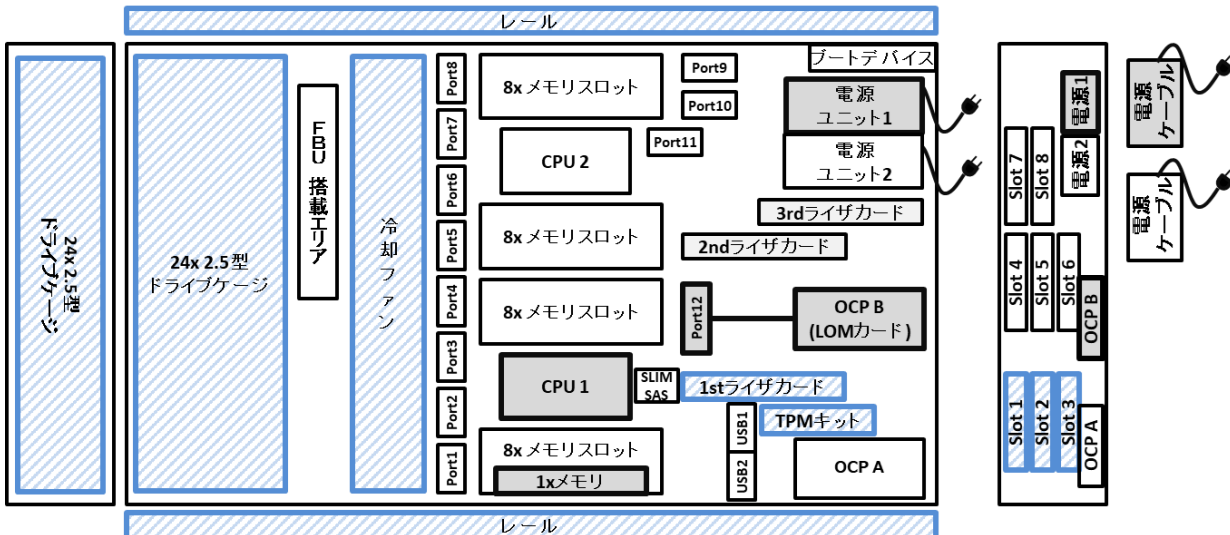 レール
24x 2.5型
ドライブケージ
24x 2.5型
ドライブケージ
FBU 搭載エリア
冷却ファン
Port8
Port7
Port6
Port5
Port4
Port3
Port2
Port1
8x メモリスロット
CPU 2
8x メモリスロット
8x メモリスロット
CPU 1
8x メモリスロット
1xメモリ
SLIM
SAS
Port9
Port10
Port11
Port12
ブートデバイス
電源
ユニット1
電源
ユニット2
3rdライザカード
2ndライザカード
OCP B
(LOMカード)
1stライザカード
TPMキット
USB1
USB2
OCP A
レール
電源1
電源2
Slot 7
Slot 8
Slot 4
Slot 5
Slot 6
OCP B
Slot 1
Slot 2
Slot 3
OCP A
電源
ケーブル
電源
ケーブル